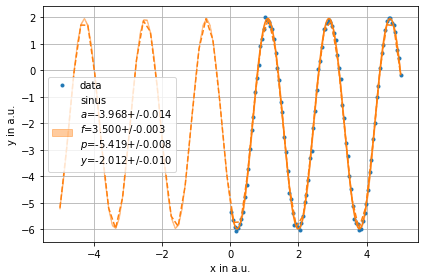 2
1
0
−1
−2
−3
−4
−5
−6
y in a.u.
data
sinus
a=-3.968+/-0.014
f=3.500+/-0.003
p=-5.419+/-0.008
y=-2.012+/-0.010
−4
−2
0
2
4
x in a.u.